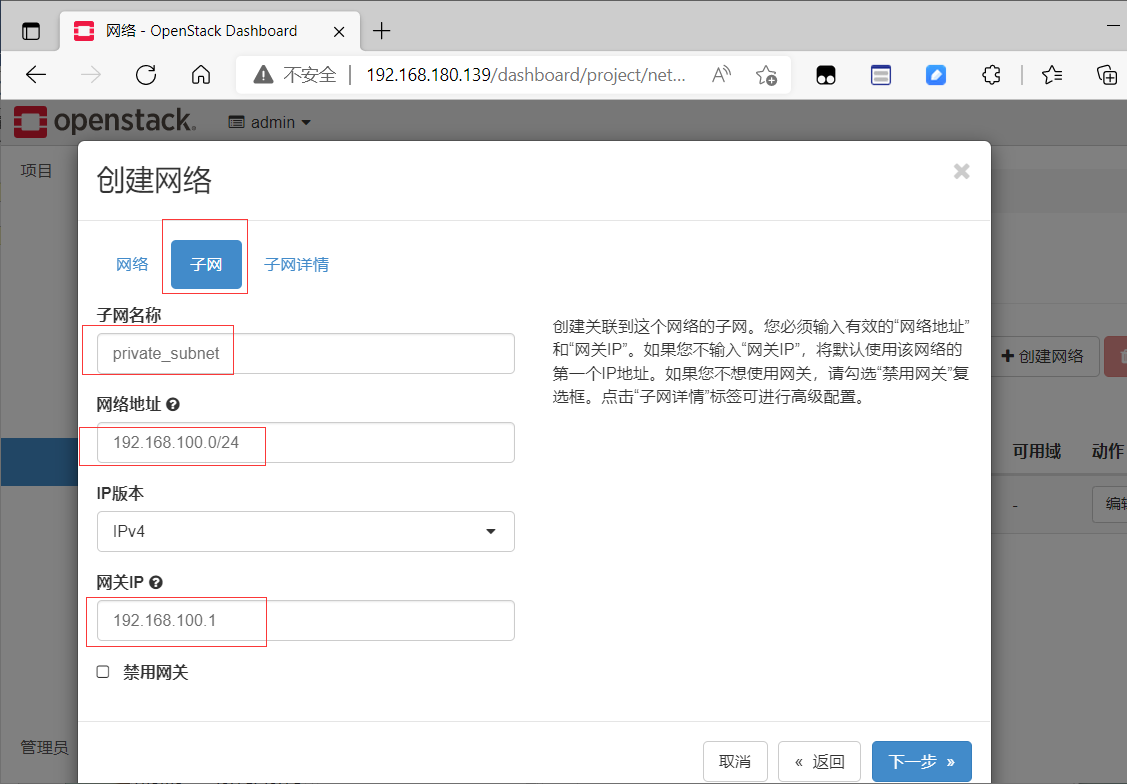 网络 - OpenStack Dashboard
不安全
192.168.180.139/dashboard/project/net...
openstack.
admin
项目
创建网络
网络
子网
子网详情
子网名称
private_subnet
网络地址
192.168.100.0/24
IP版本
IPv4
网关IP
192.168.100.1
禁用网关
创建关联到这个网络的子网。您必须输入有效的“网络地址”
和“网关IP”。如果您不输入“网关IP”，将默认使用该网络的
第一个IP地址。如果您不想使用网关，请勾选“禁用网关”复
选框。点击“子网详情”标签可进行高级配置。
创建网络
可用域
动作
-
编辑
管理员
取消
« 返回
下一步 »